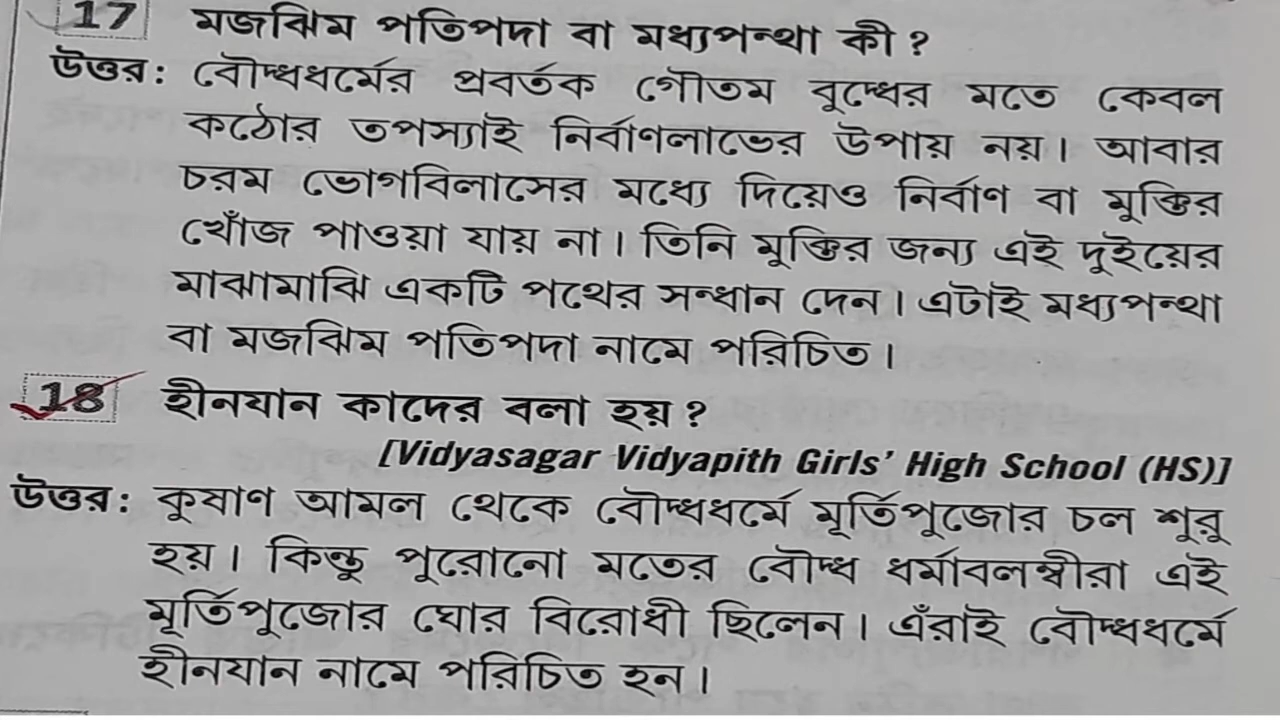 17 মজঝিম পতিপদা বা মধ্যপন্থা কী?
উত্তর: বৌদ্ধধর্মের প্রবর্তক গৌতম বুদ্ধের মতে কেবল
কঠোর তপস্যাই নির্বাণলাভের উপায় নয়। আবার
চরম ভোগবিলাসের মধ্যে দিয়েও নির্বাণ বা মুক্তির
খোঁজ পাওয়া যায় না। তিনি মুক্তির জন্য এই দুইয়ের
মাঝামাঝি একটি পথের সন্ধান দেন। এটাই মধ্যপন্থা
বা মজঝিম পতিপদা নামে পরিচিত।
18 হীনযান কাদের বলা হয়?
[Vidyasagar Vidyapith Girls' High School (HS)]
উত্তর: কুষাণ আমল থেকে বৌদ্ধধর্মে মূর্তিপুজোর চল শুরু
হয়। কিন্তু পুরোনো মতের বৌদ্ধ ধর্মাবলম্বীরা এই
মূর্তিপুজোর ঘোর বিরোধী ছিলেন। এঁরাই বৌদ্ধধর্মে
হীনযান নামে পরিচিত হন।